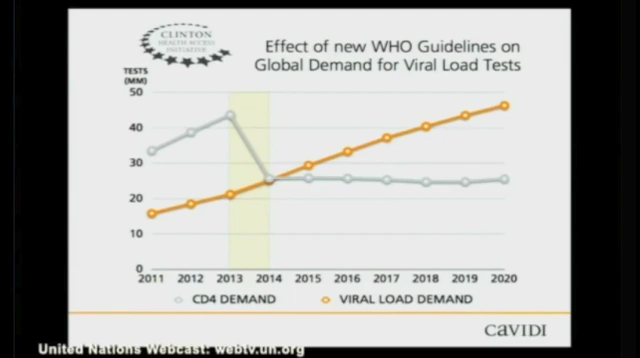 CLINTON
HEALTH ACCESS
INITIATIVE
Effect of new WHO Guidelines on
Global Demand for Viral Load Tests
TESTS
(MM)
50
40
30
20
10
0
2011 2012 2013 2014 2015 2016 2017 2018 2019 2020
CD4 DEMAND VIRAL LOAD DEMAND
CAVIDI
United Nations Webcast: webtv.un.org